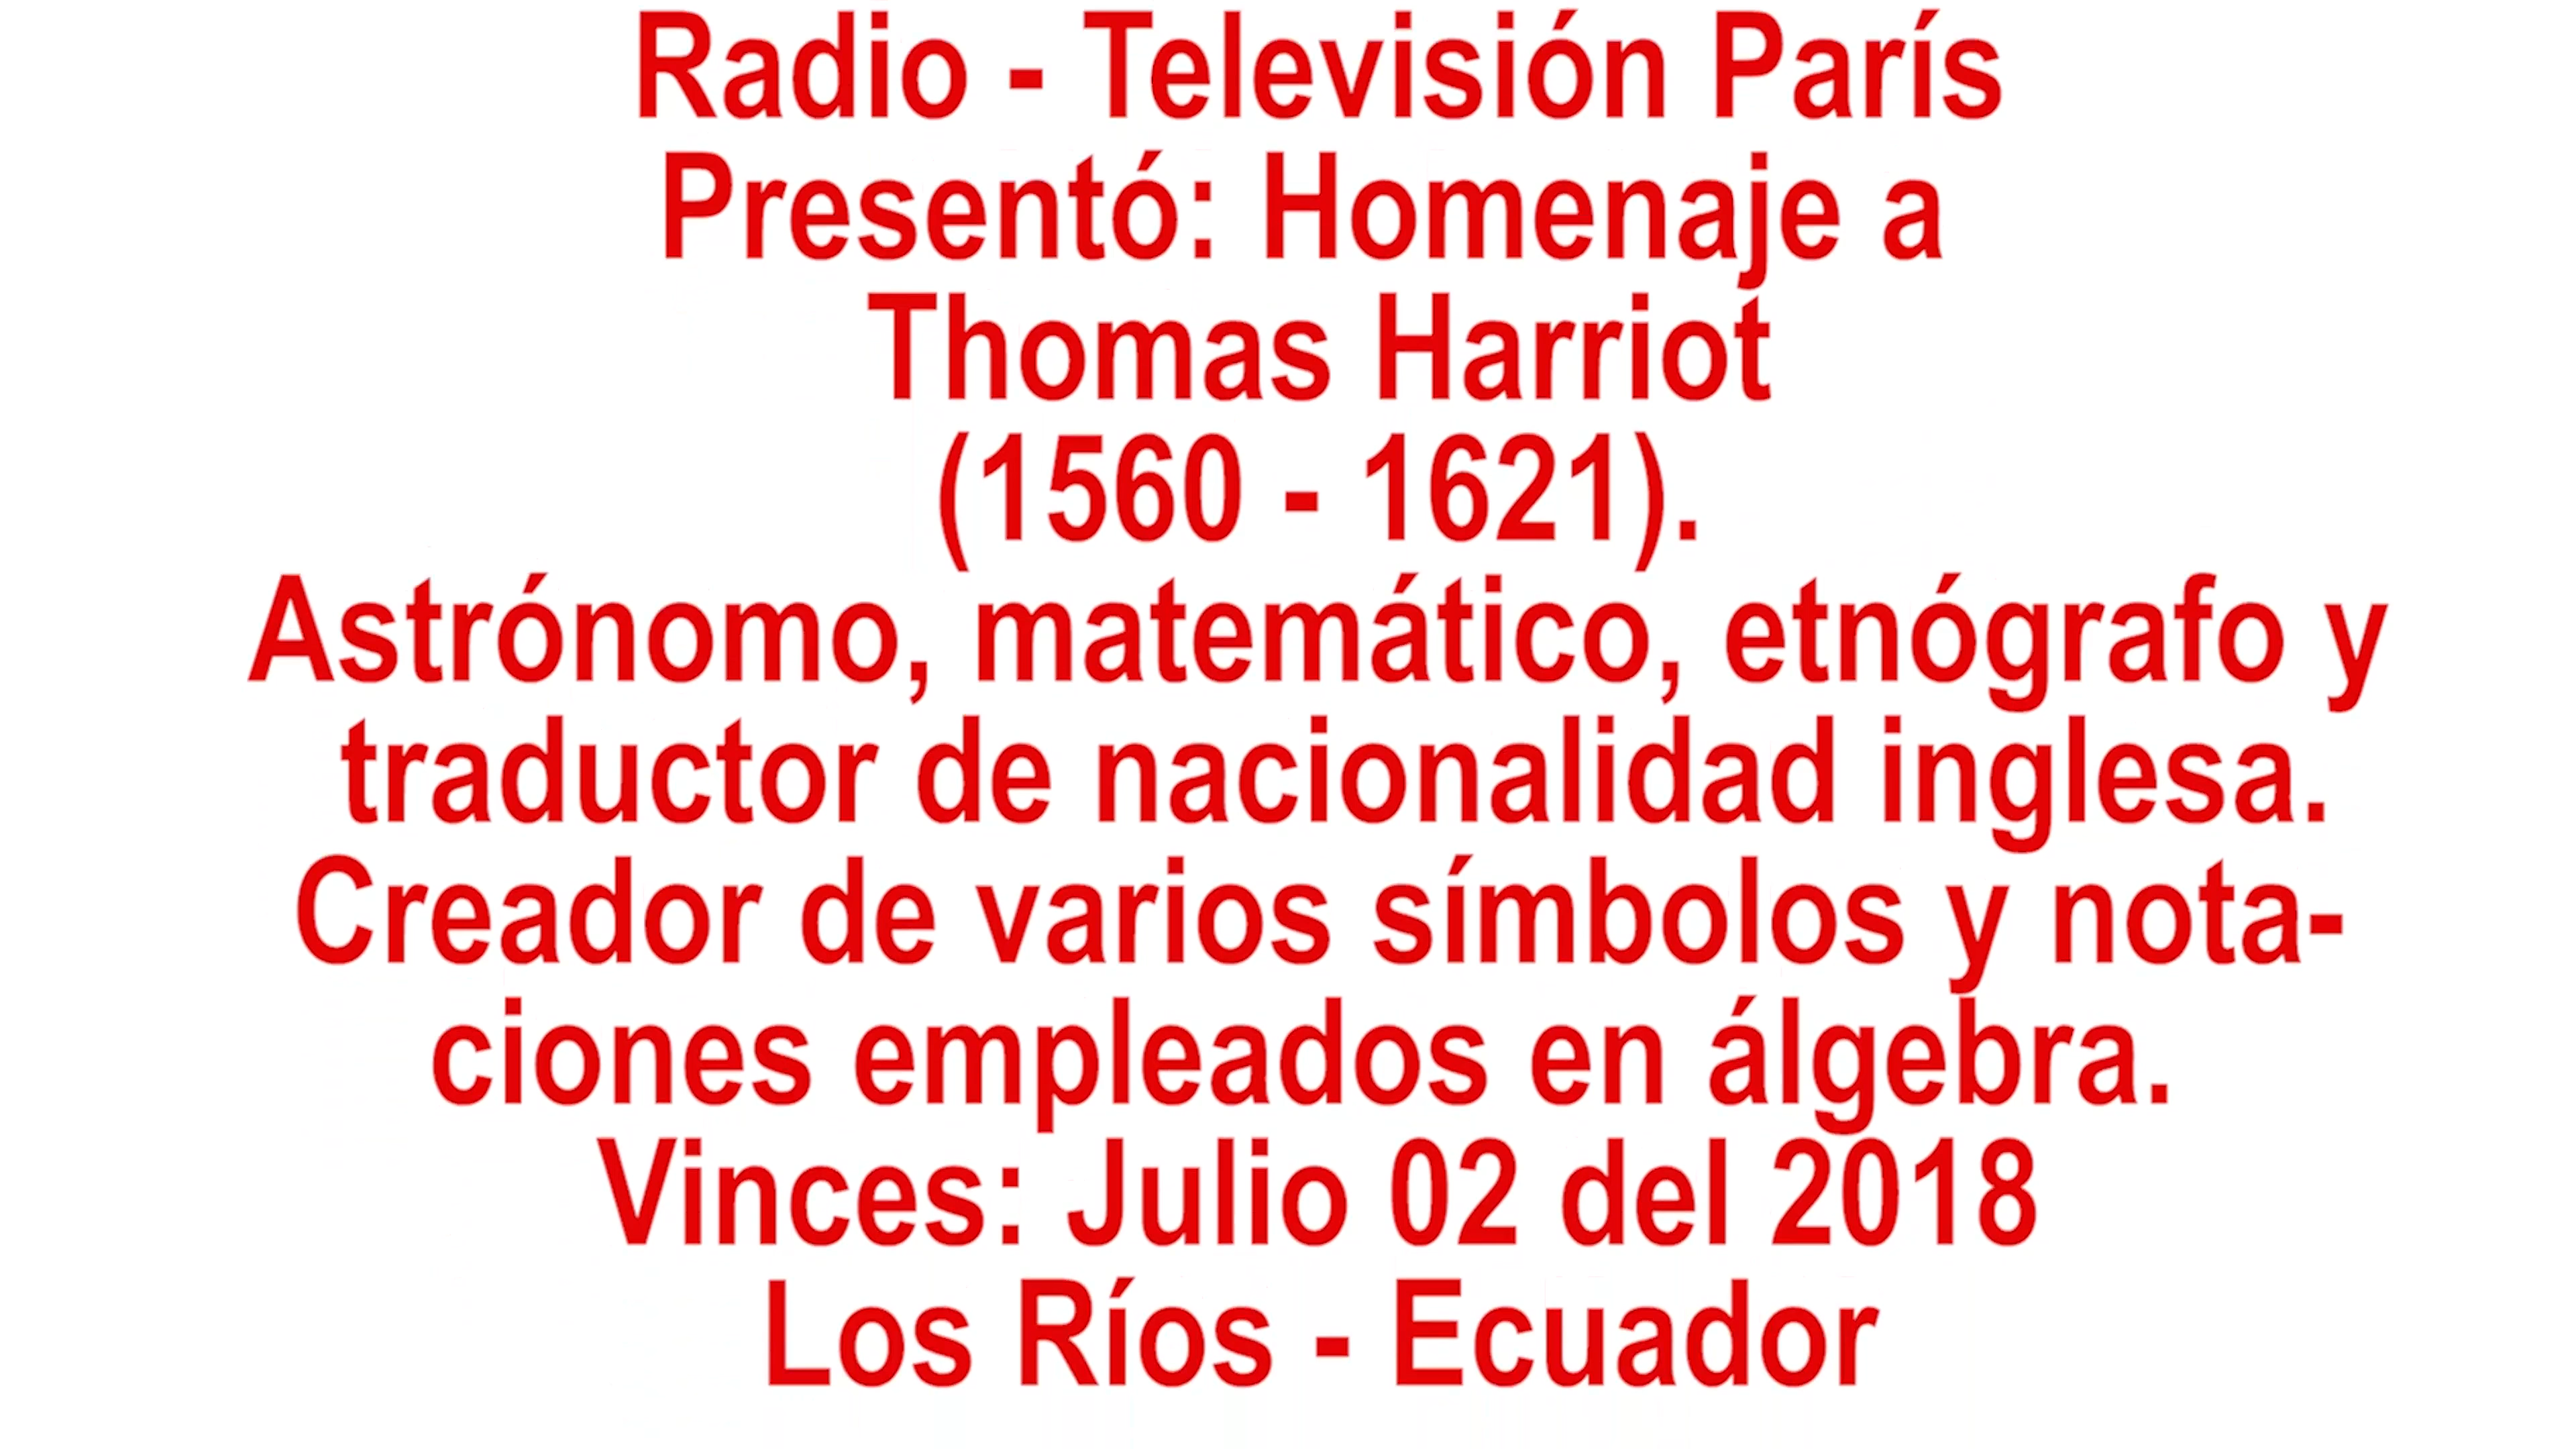 Radio - Televisión París
Presentó: Homenaje a
Thomas Harriot
(1560 - 1621).
Astrónomo, matemático, etnógrafo y
traductor de nacionalidad inglesa.
Creador de varios símbolos y nota-
ciones empleados en álgebra.
Vinces: Julio 02 del 2018
Los Ríos - Ecuador